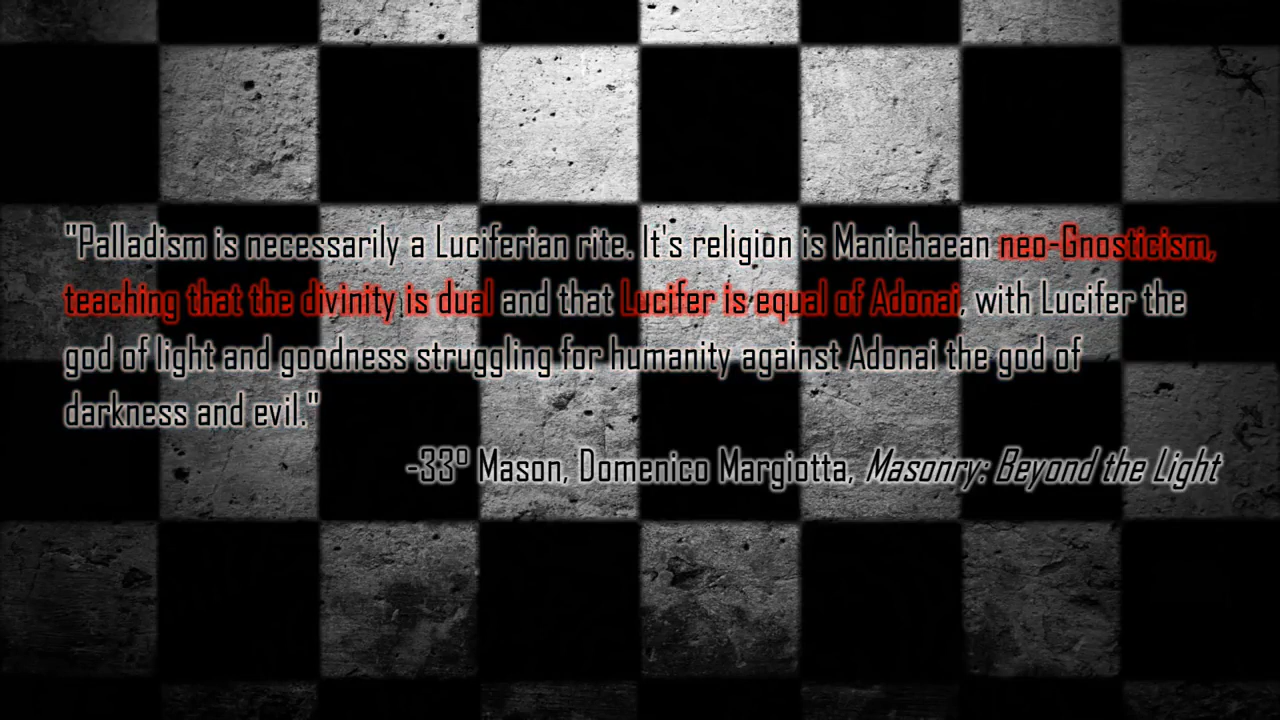 "Palladism is necessarily a Luciferian rite. It's religion is Manichaean neo-Gnosticism,
teaching that the divinity is dual and that Lucifer is equal of Adonai, with Lucifer the
god of light and goodness struggling for humanity against Adonai the god of
darkness and evil."
-33º Mason, Domenico Margiotta, Masonry: Beyond the Light